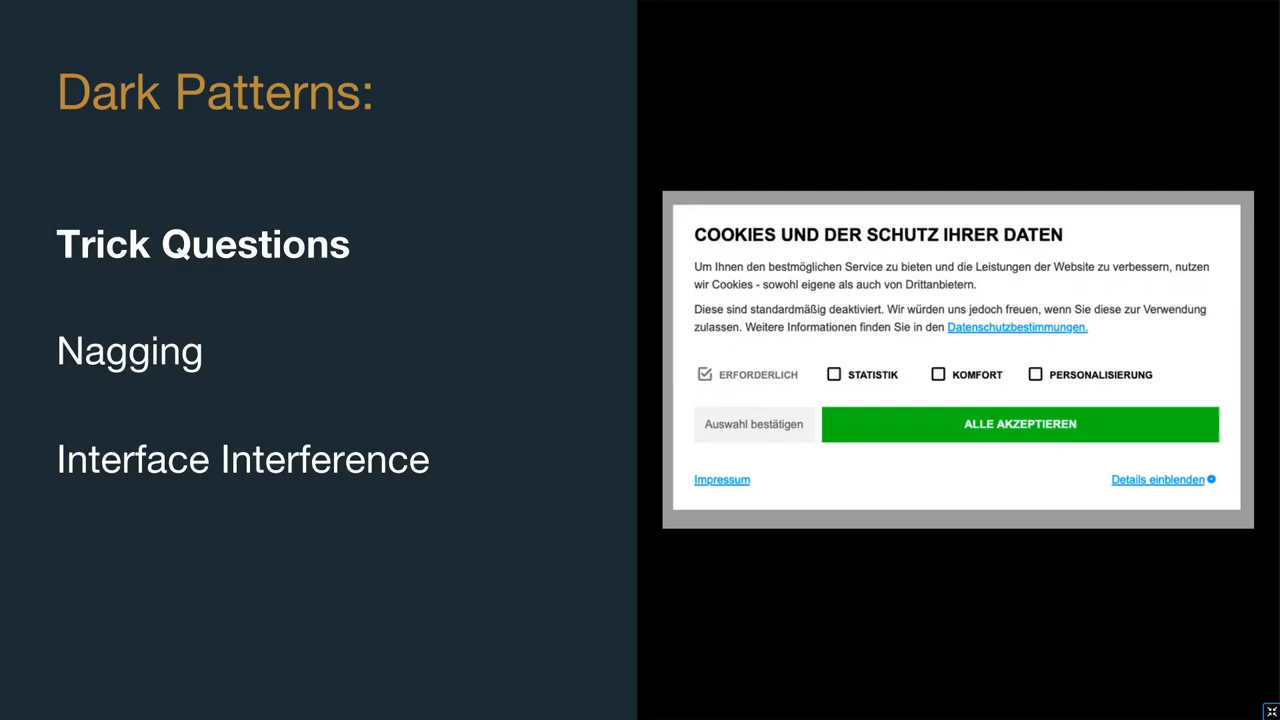 Dark Patterns:
Trick Questions
Nagging
Interface Interference
COOKIES UND DER SCHUTZ IHRER DATEN
Um Ihnen den bestmöglichen Service zu bieten und die Leistungen der Website zu verbessern, nutzen
wir Cookies - sowohl eigene als auch von Drittanbietern.
Diese sind standardmäßig deaktiviert. Wir würden uns jedoch freuen, wenn Sie diese zur Verwendung
zulassen. Weitere Informationen finden Sie in den Datenschutzbestimmungen.
ERFORDERLICH STATISTIK KOMFORT PERSONALISIERUNG
Auswahl bestätigen ALLE AKZEPTIEREN
Impressum Details einblenden